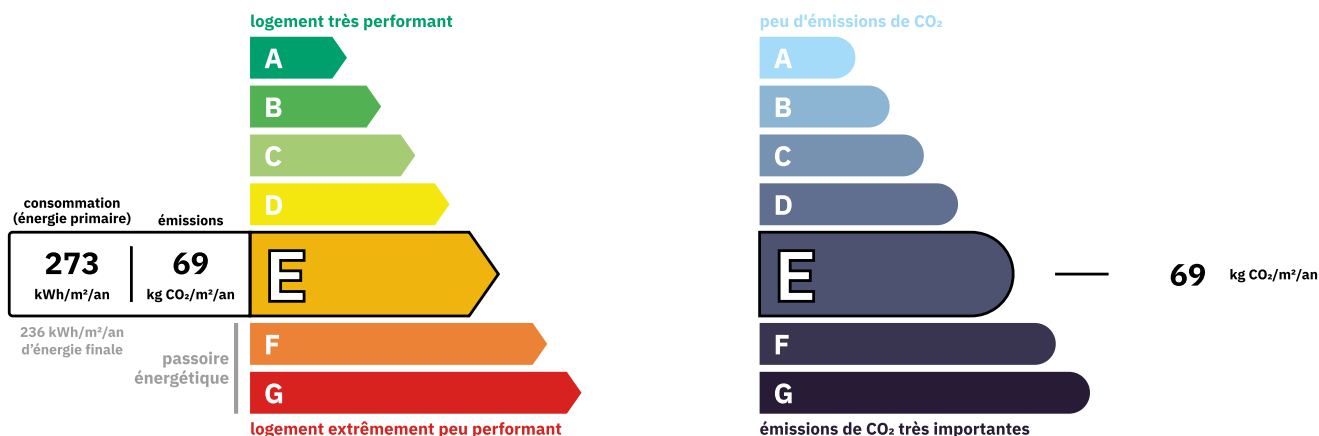 logement très performant
A
B
C
D
consommation
(énergie primaire)
émissions
273
kWh/m²/an
69
kg CO₂/m²/an
E
236 kWh/m²/an
d'énergie finale
passoire
énergétique
F
G
logement extrêmement peu performant
peu d'émissions de CO₂
A
B
C
D
E
69 kg CO₂/m²/an
F
G
émissions de CO₂ très importantes